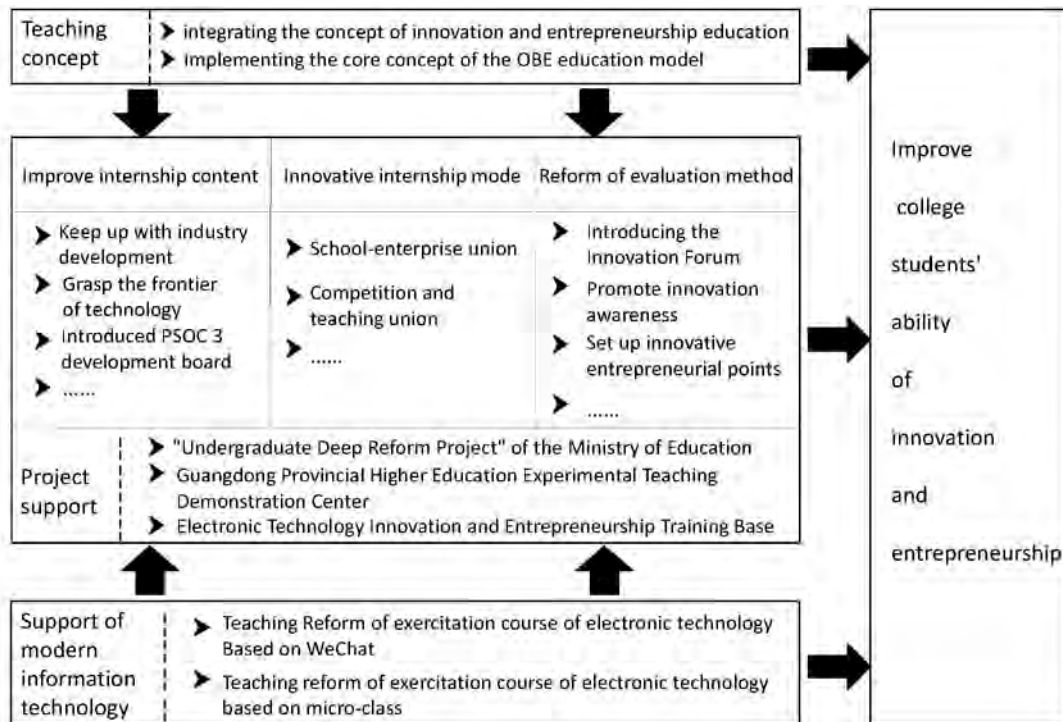 Teaching
concept
➤ integrating the concept of innovation and entrepreneurship education
➤ Implementing the core concept of the OBE education model
Improve internship content
➤ Keep up with industry
development
➤ Grasp the frontier
of technology
➤ Introduced PSOC 3
development board
➤ ......
Innovative internship mode
➤ School-enterprise union
➤ Competition and
teaching union
➤ ......
Reform of evaluation method
➤ Introducing the
Innovation Forum
➤ Promote innovation
awareness
➤ Set up innovative
entrepreneurial points
➤ ......
Project
support
➤ "Undergraduate Deep Reform Project" of the Ministry of Education
➤ Guangdong Provincial Higher Education Experimental Teaching
Demonstration Center
➤ Electronic Technology Innovation and Entrepreneurship Training Base
Support of
modern
information
technology
➤ Teaching Reform of exercitation course of electronic technology
Based on WeChat
➤ Teaching reform of exercitation course of electronic technology
based on micro-class
Improve
college
students'
ability
of
innovation
and
entrepreneurship